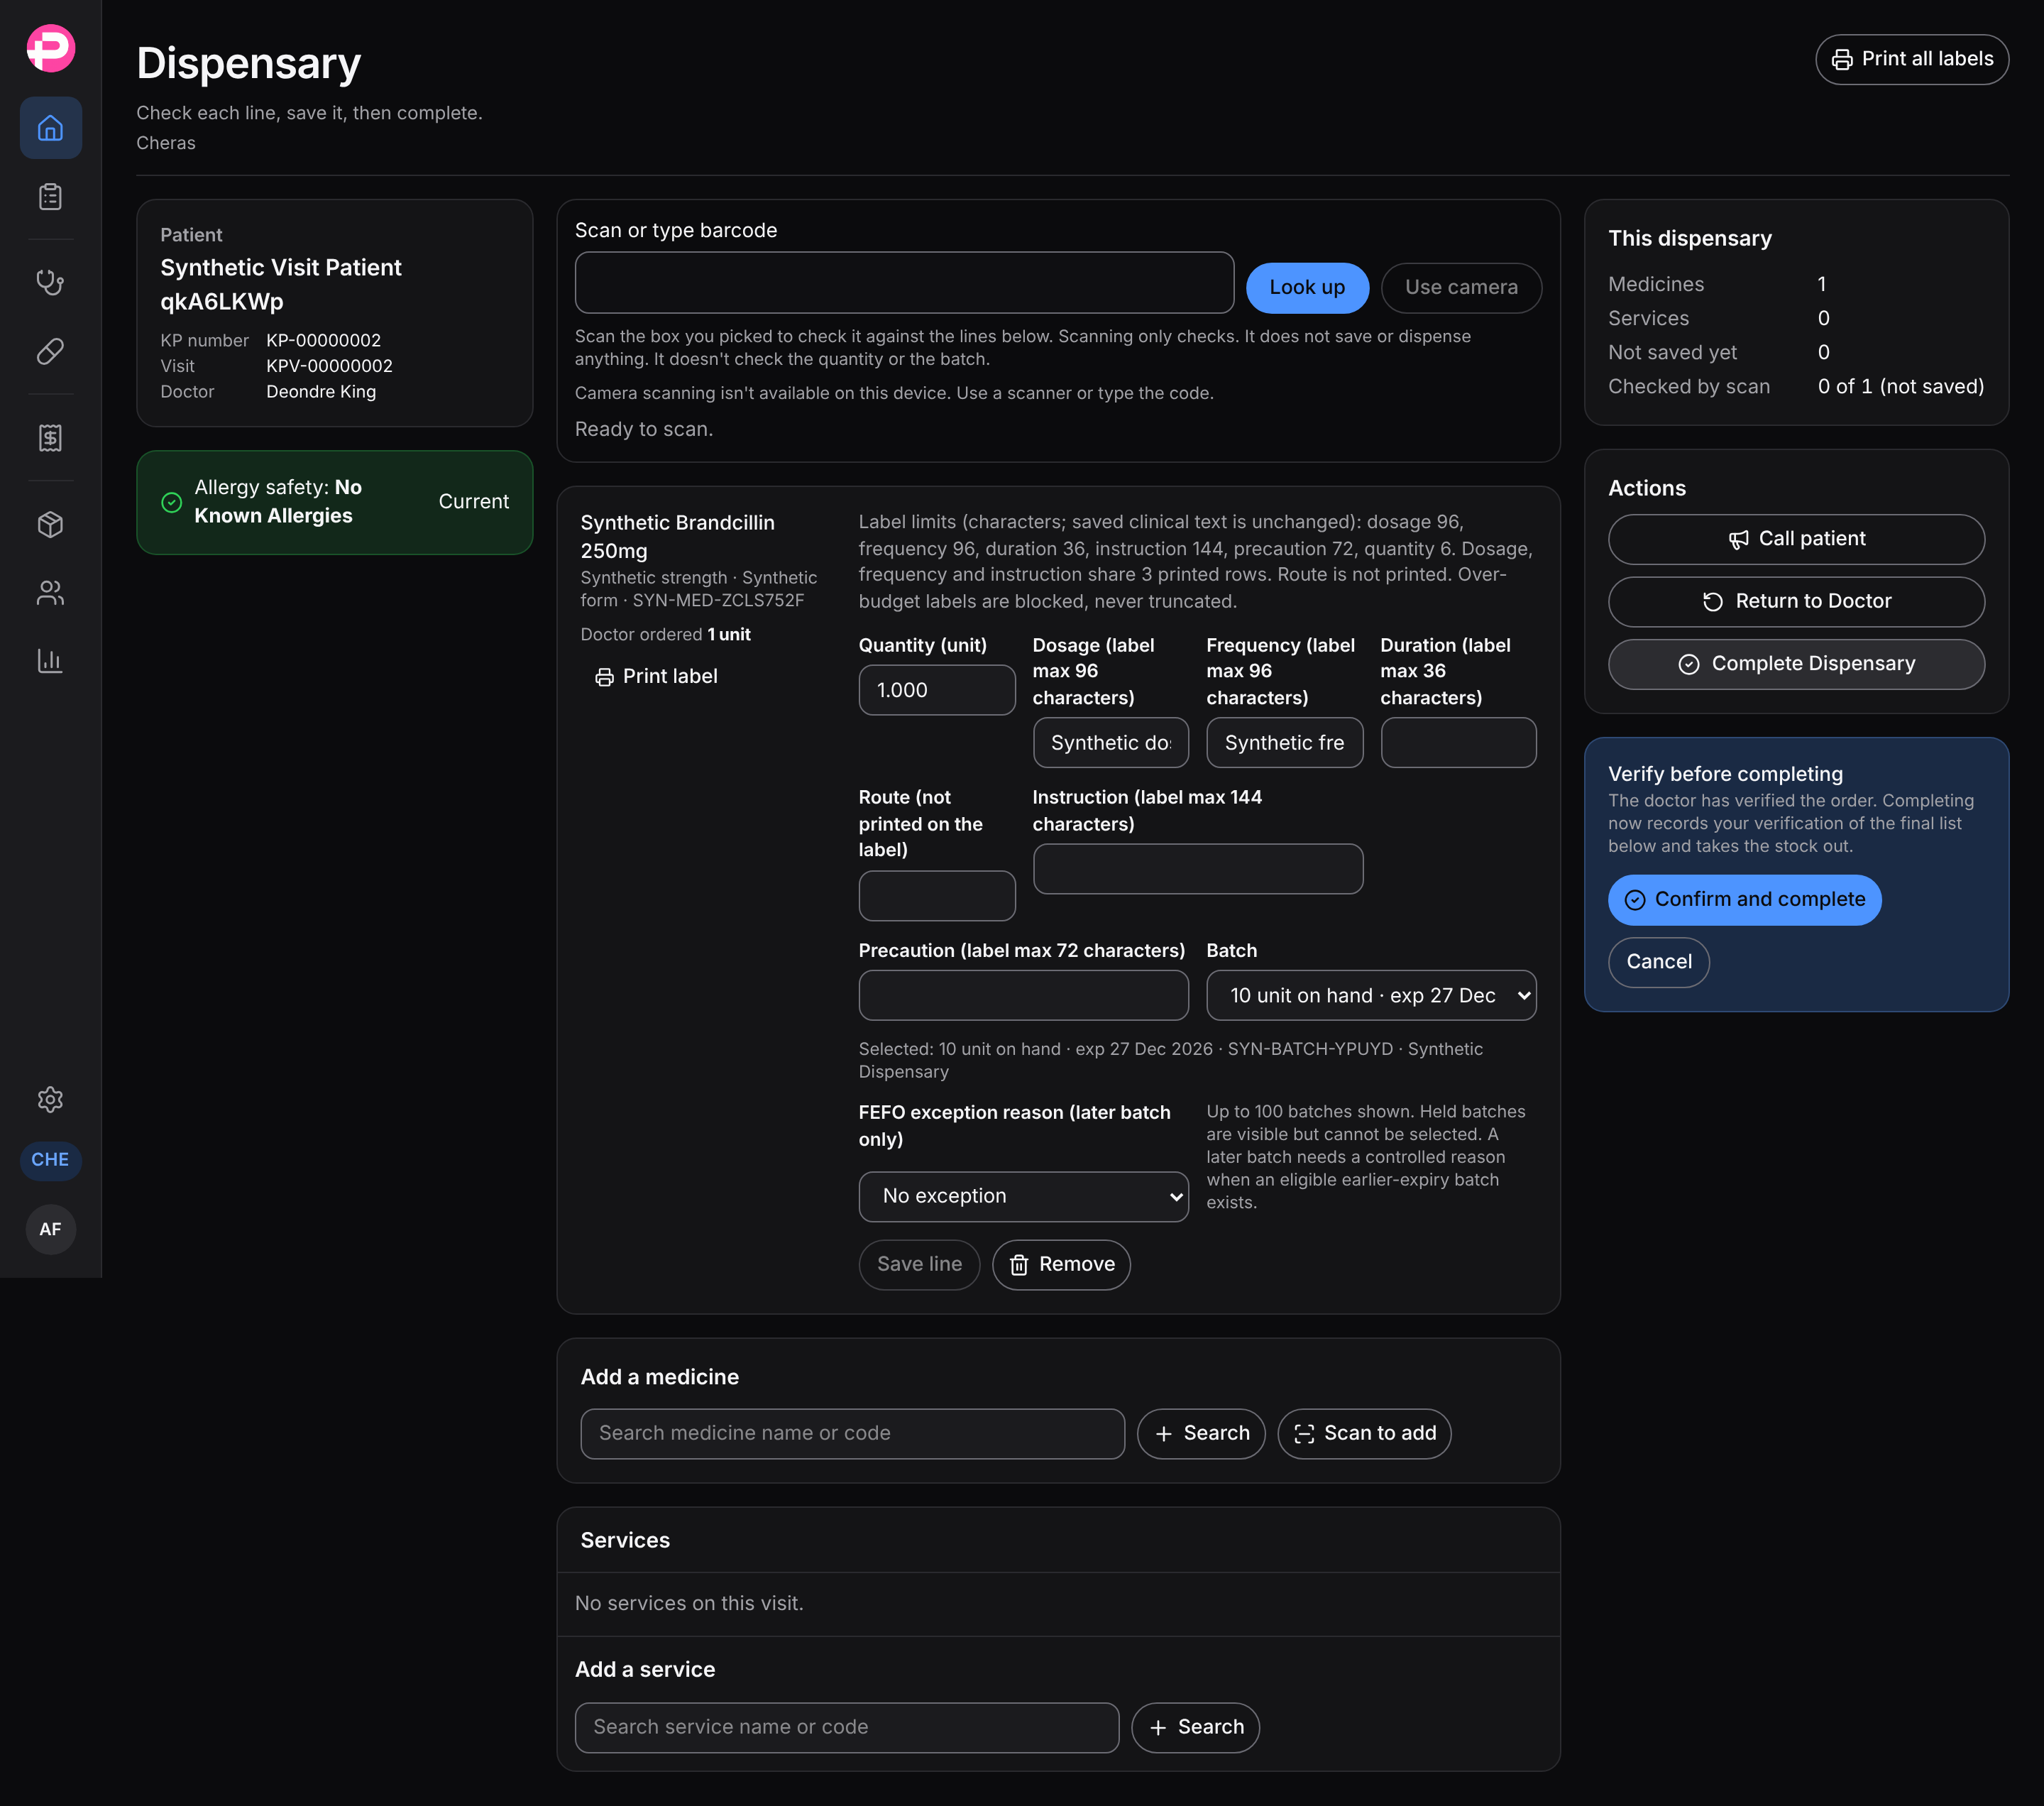 Dispensary
Check each line, save it, then complete.
Cheras
Print all labels
Patient
Synthetic Visit Patient
qkA6LKWp
KP number KP-00000002
Visit KPV-00000002
Doctor Deondre King
Allergy safety: No
Known Allergies
Current
Scan or type barcode
Look up
Use camera
Scan the box you picked to check it against the lines below. Scanning only checks. It does not save or dispense
anything. It doesn't check the quantity or the batch.
Camera scanning isn't available on this device. Use a scanner or type the code.
Ready to scan.
Synthetic Brandcillin
250mg
Synthetic strength · Synthetic
form · SYN-MED-ZCLS752F
Doctor ordered 1 unit
Print label
Label limits (characters; saved clinical text is unchanged): dosage 96,
frequency 96, duration 36, instruction 144, precaution 72, quantity 6. Dosage,
frequency and instruction share 3 printed rows. Route is not printed. Over-
budget labels are blocked, never truncated.
Quantity (unit)
1.000
Dosage (label
max 96
characters)
Synthetic dos
Frequency (label
max 96
characters)
Synthetic fre
Duration (label
max 36
characters)
Route (not
printed on the
label)
Instruction (label max 144
characters)
Precaution (label max 72 characters)
Batch
10 unit on hand · exp 27 Dec
Selected: 10 unit on hand · exp 27 Dec 2026 · SYN-BATCH-YPUYD · Synthetic
Dispensary
FEFO exception reason (later batch
only)
No exception
Up to 100 batches shown. Held batches
are visible but cannot be selected. A
later batch needs a controlled reason
when an eligible earlier-expiry batch
exists.
Save line
Remove
Add a medicine
Search medicine name or code
Search
Scan to add
Services
No services on this visit.
Add a service
Search service name or code
Search
This dispensary
Medicines 1
Services 0
Not saved yet 0
Checked by scan 0 of 1 (not saved)
Actions
Call patient
Return to Doctor
Complete Dispensary
Verify before completing
The doctor has verified the order. Completing
now records your verification of the final list
below and takes the stock out.
Confirm and complete
Cancel
CHE
AF